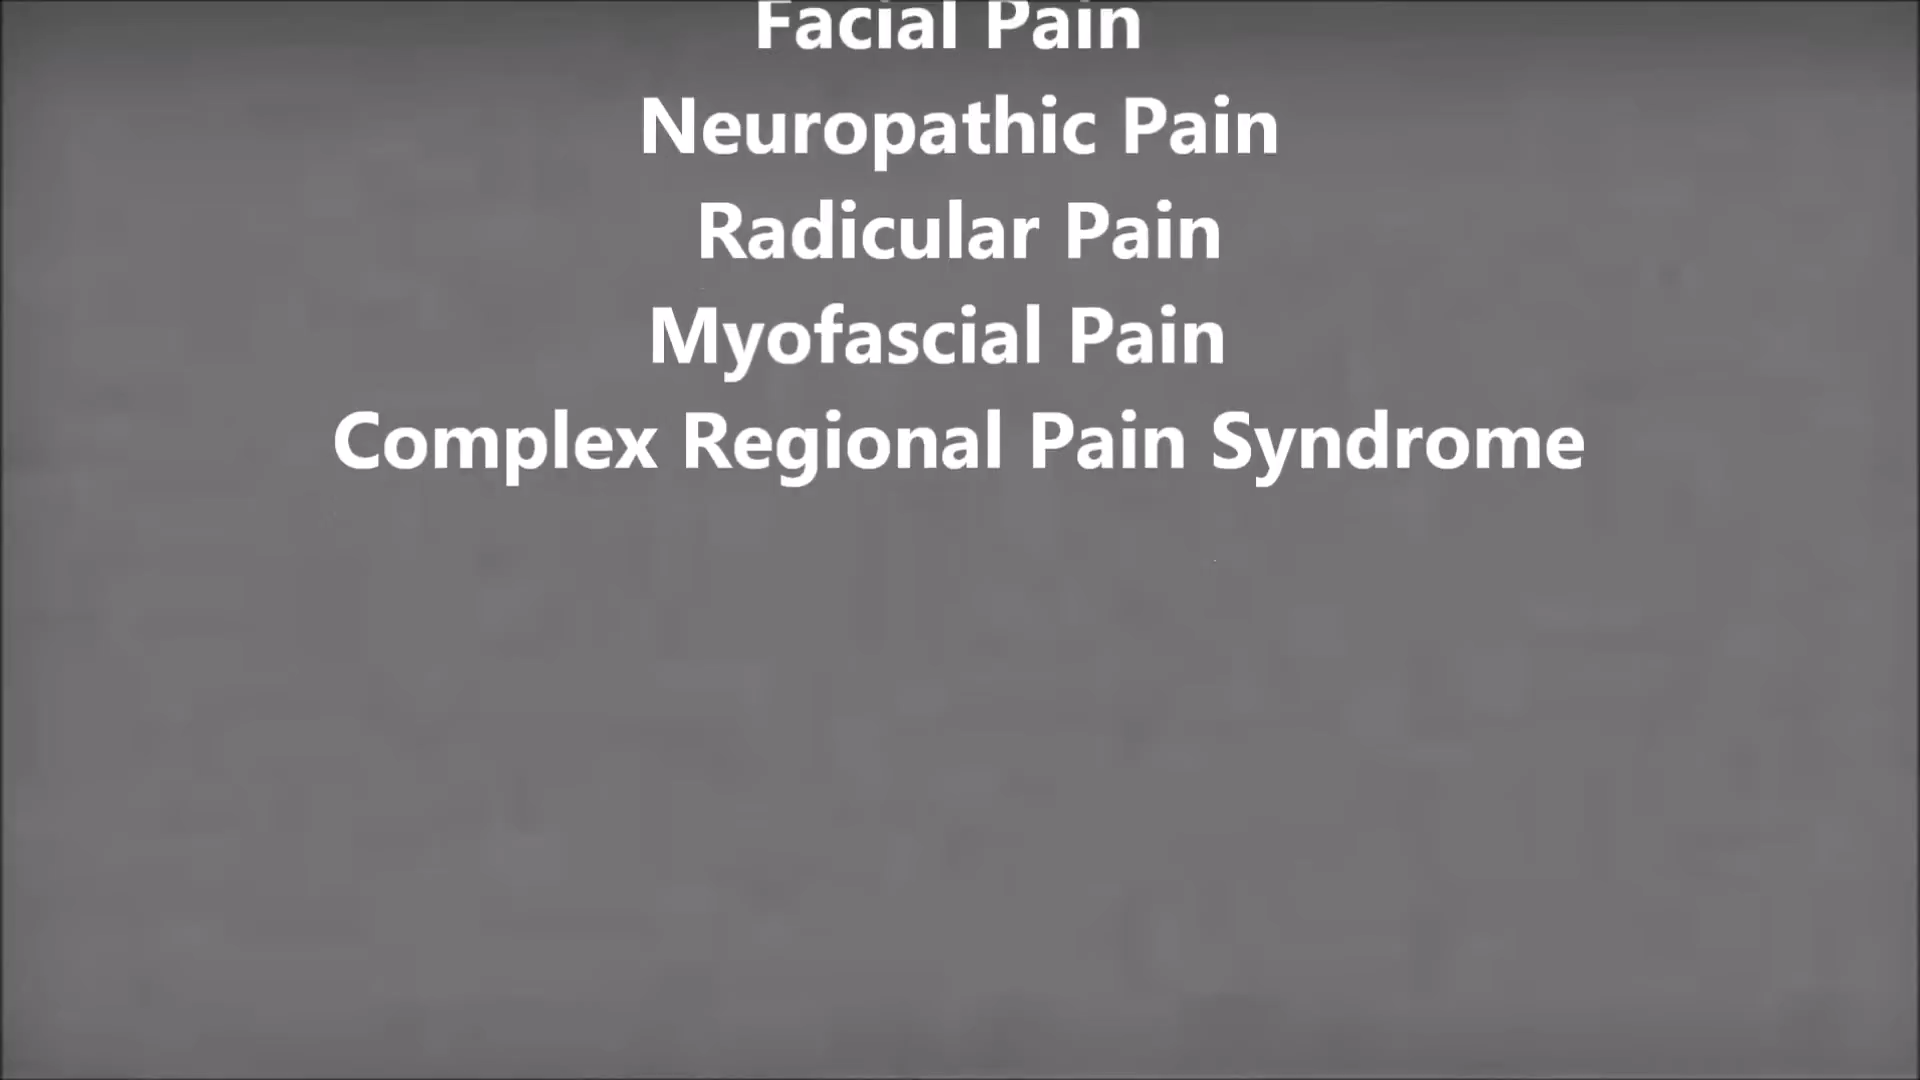 Facial Pain
Neuropathic Pain
Radicular Pain
Myofascial Pain
Complex Regional Pain Syndrome